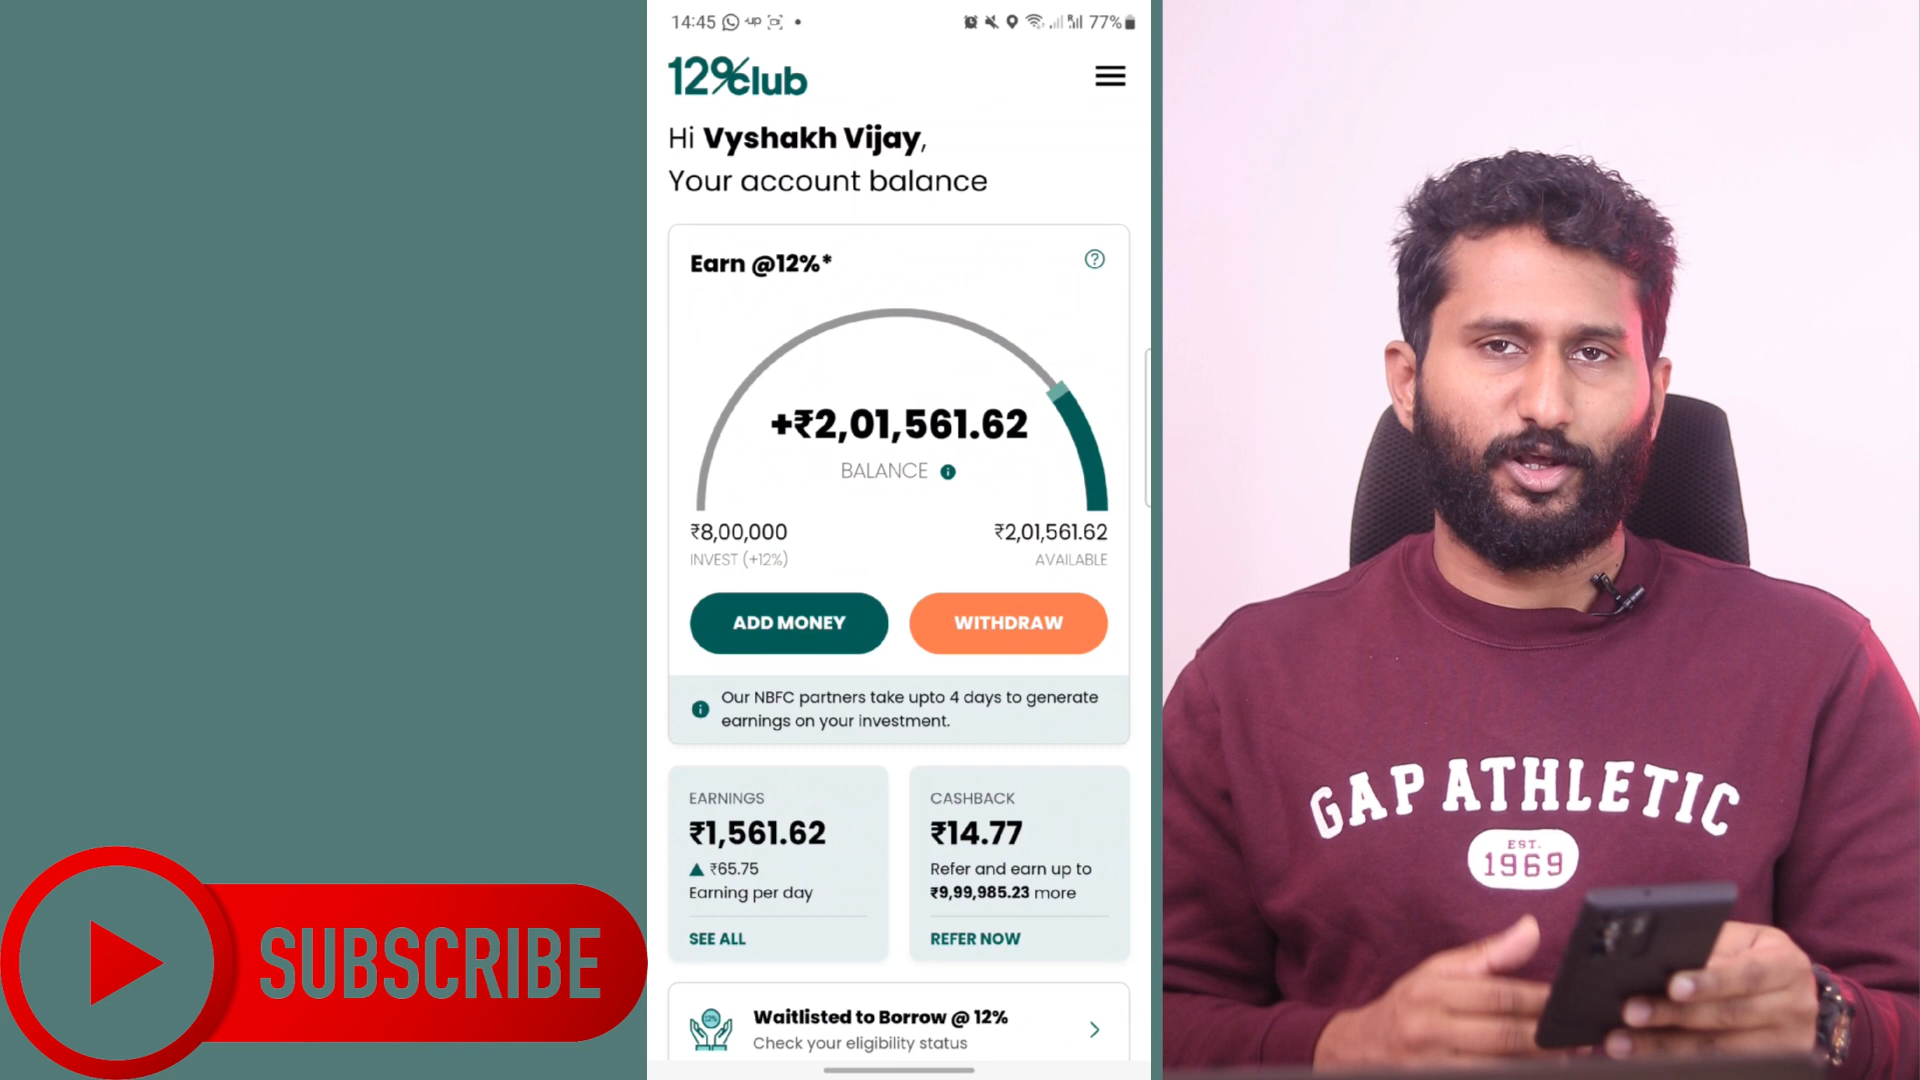 14:45
77%
12%club
Hi Vyshakh Vijay,
Your account balance
Earn @12%*
+₹2,01,561.62
BALANCE
₹8,00,000
₹2,01,561.62
INVEST (+12%)
AVAILABLE
ADD MONEY
WITHDRAW
Our NBFC partners take upto 4 days to generate
earnings on your investment.
EARNINGS
CASHBACK
₹1,561.62
₹14.77
▲ ₹65.75
Earning per day
Refer and earn up to
₹9,99,985.23 more
SEE ALL
REFER NOW
Waitlisted to Borrow @ 12%
Check your eligibility status
SUBSCRIBE
GAP ATHLETIC
EST.
1969